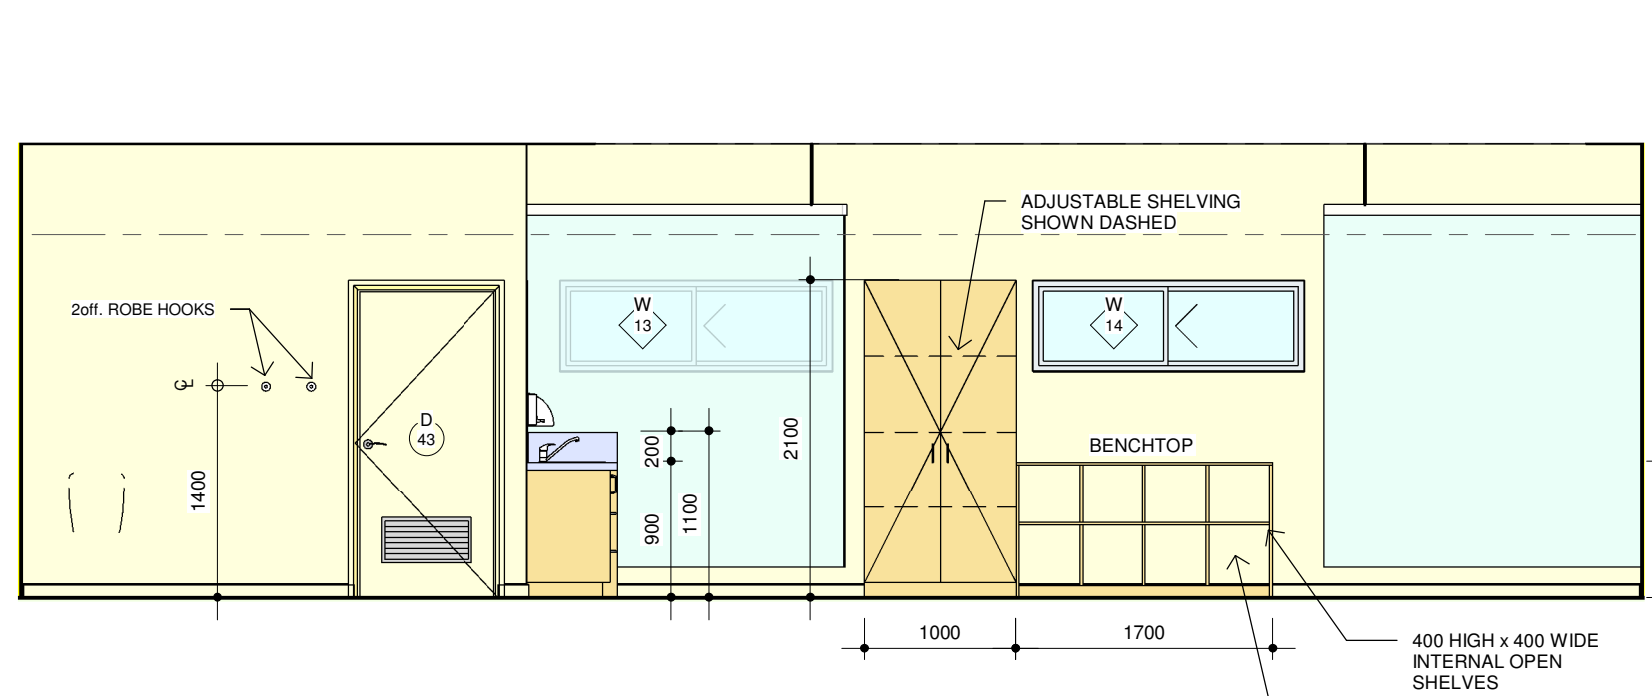 ADJUSTABLE SHELVING
SHOWN DASHED
2off. ROBE HOOKS
W
13
W
14
CL
D
43
1400
200
900
1100
2100
BENCHTOP
1000
1700
400 HIGH x 400 WIDE
INTERNAL OPEN
SHELVES